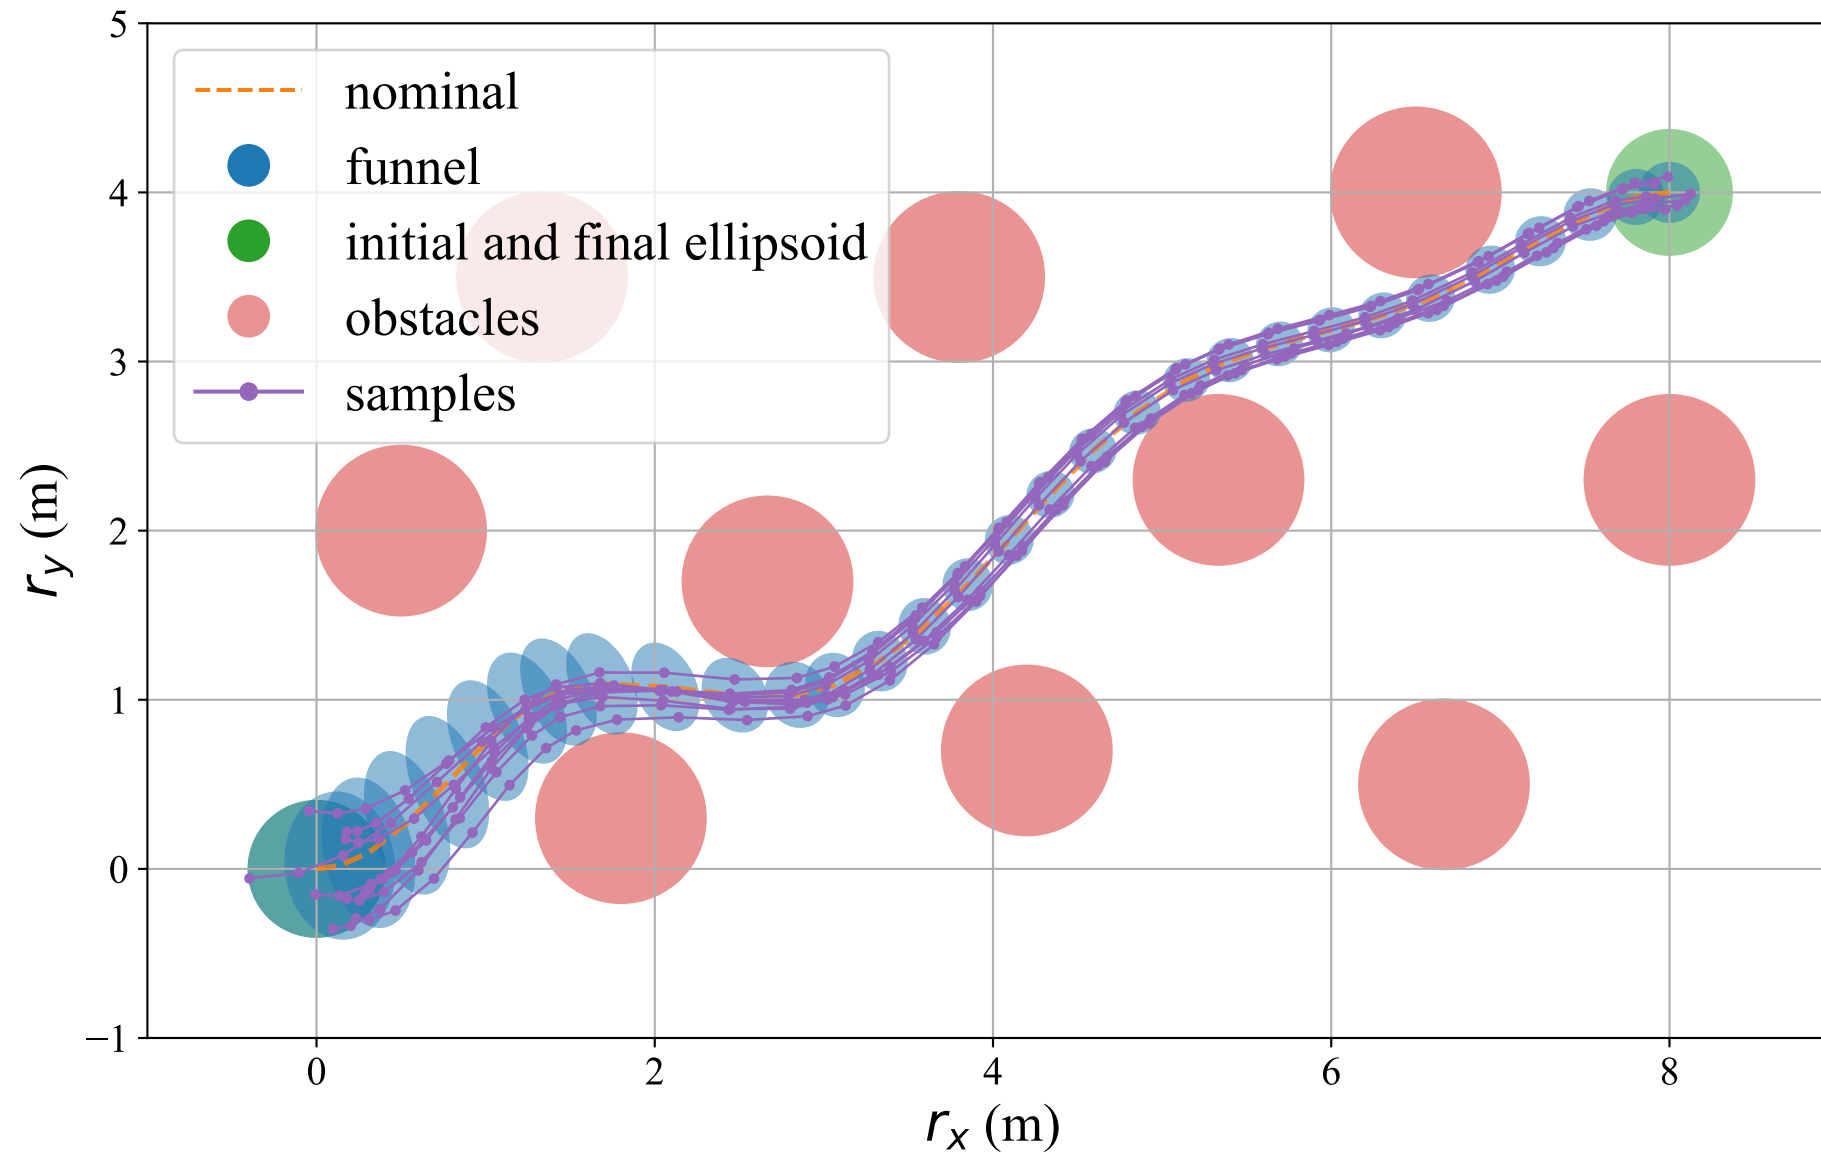 5
4
3
2
1
0
−1
nominal
funnel
initial and final ellipsoid
obstacles
samples
r_y (m)
0 2 4 6 8
r_x (m)